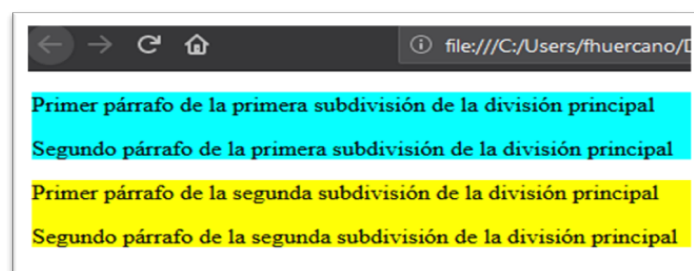 file:///C:/Users/fhuercano/D
Primer párrafo de la primera subdivisión de la división principal
Segundo párrafo de la primera subdivisión de la división principal
Primer párrafo de la segunda subdivisión de la división principal
Segundo párrafo de la segunda subdivisión de la división principal